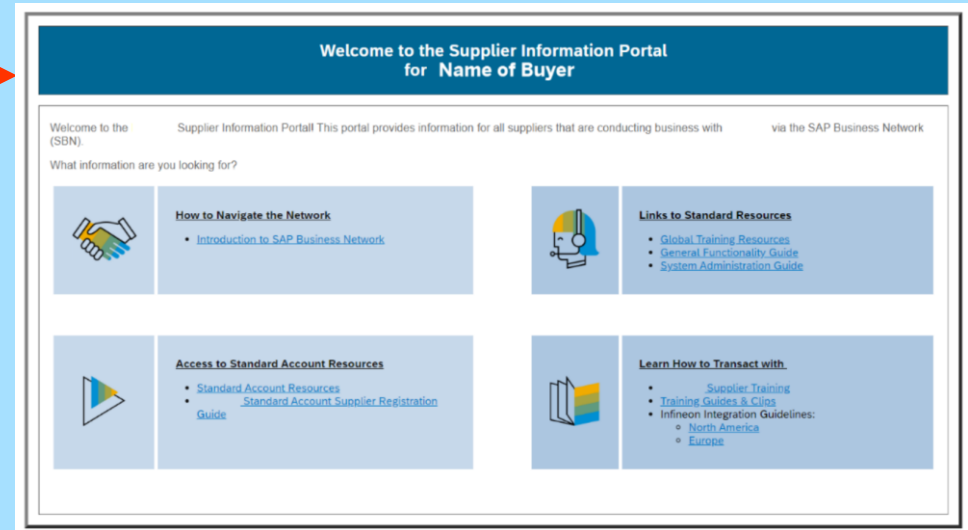 Welcome to the Supplier Information Portal
for Name of Buyer
Welcome to the Supplier Information Portal! This portal provides information for all suppliers that are conducting business with via the SAP Business Network
(SBN).
What information are you looking for?
How to Navigate the Network
• Introduction to SAP Business Network
Links to Standard Resources
• Global Training Resources
• General Functionality Guide
• System Administration Guide
Access to Standard Account Resources
• Standard Account Resources
• Standard Account Supplier Registration
Guide
Learn How to Transact with
• Supplier Training
• Training Guides & Clips
• Infineon Integration Guidelines:
o North America
o Europe